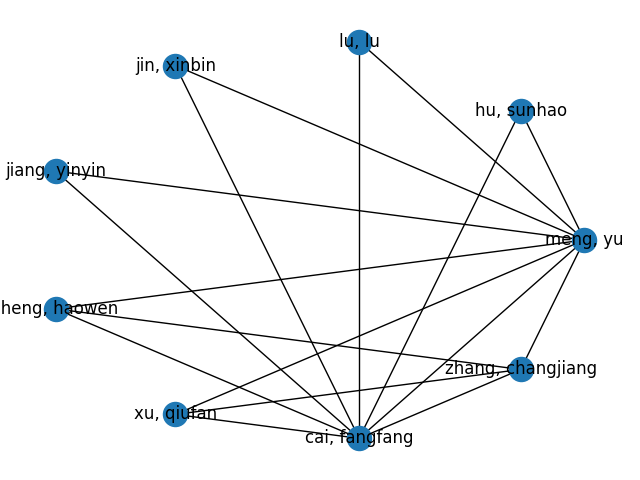 lu, lu
jin, xinbin
hu, sunhao
jiang, yinyin
meng, yu
heng, haowen
zhang, changjiang
xu, qiufan
cai, fangfang